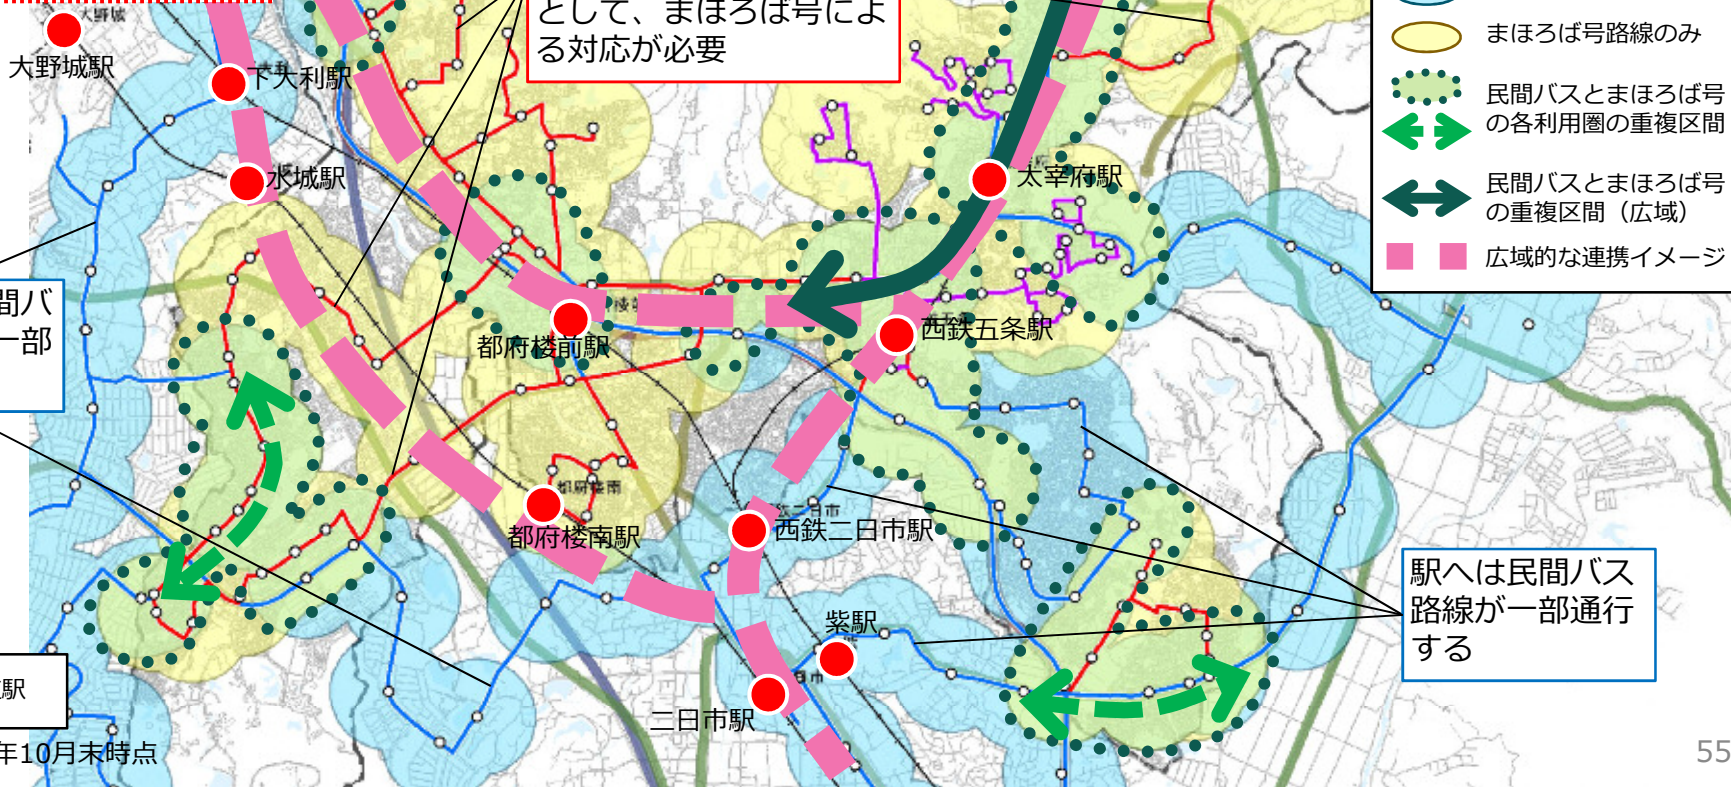 として、まほろば号によ
る対応が必要
まほろば号路線のみ
民間バスとまほろば号
の各利用圏の重複区間
民間バスとまほろば号
の重複区間（広域）
広域的な連携イメージ
大野城
大野城駅
下大利駅
水城駅
太宰府駅
間バ
一部
都府楼前駅
西鉄五条駅
都府楼南
都府楼南駅
西鉄二日市駅
駅へは民間バス
路線が一部通行
する
紫駅
二日市駅
駅
年10月末時点
55